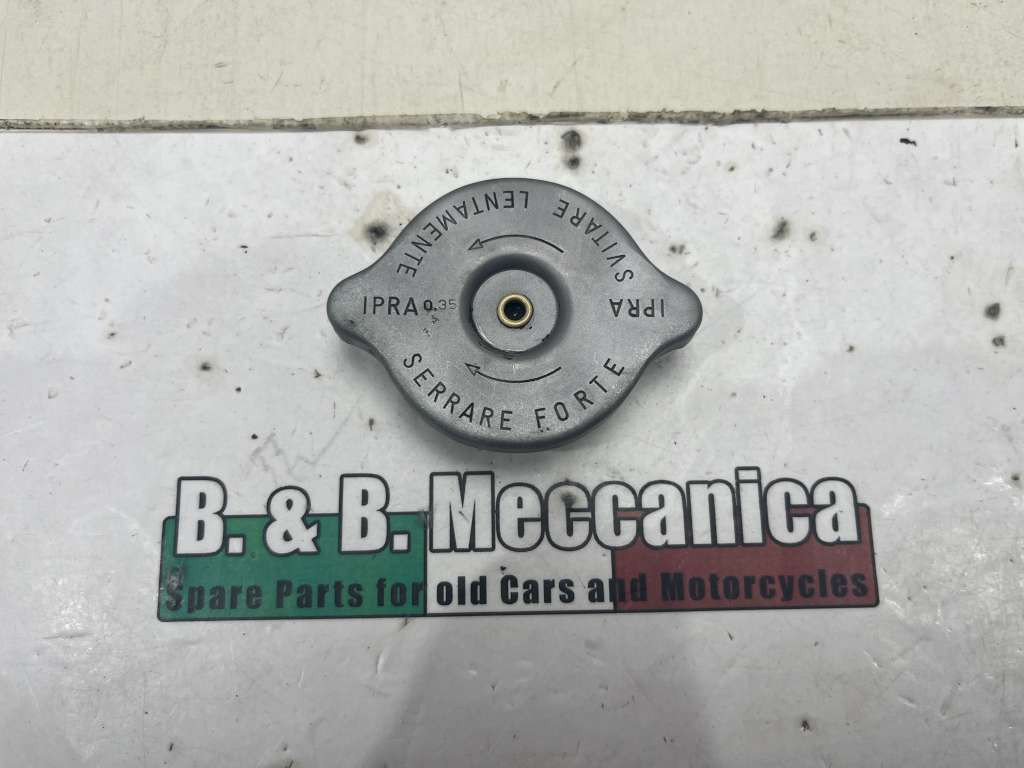 SVITARE LENTAMENTE
IPRA 0.35
IPRA
SERRARE FORTE
B. & B. Meccanica
Spare Parts for old Cars and Motorcycles